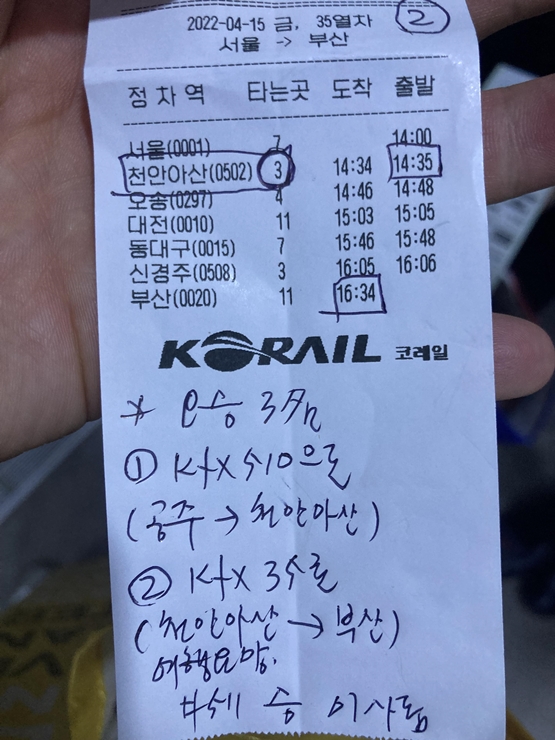 ②
2022-04-15 금, 35열차
서울 -> 부산
정 차 역 타는곳 도착 출발
서울(0001) 7 14:00
천안아산(0502) 3 14:34 14:35
오송(0297) 4 14:46 14:48
대전(0010) 11 15:03 15:05
동대구(0015) 7 15:46 15:48
신경주(0508) 3 16:05 16:06
부산(0020) 11 16:34
KORAIL 코레일
* 승 3
① KTX 510으로
(공주 → 천안아산)
② KTX 35로
(천안아산 → 부산)
여행요망.
승